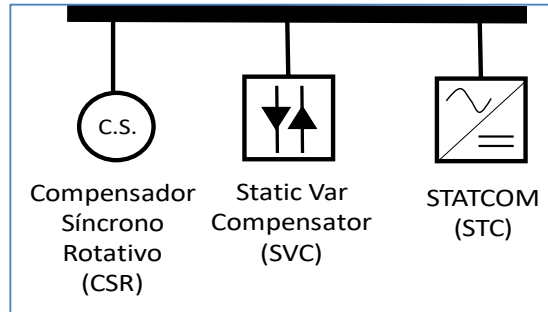 C.S.
Compensador
Síncrono
Rotativo
(CSR)
Static Var
Compensator
(SVC)
STATCOM
(STC)